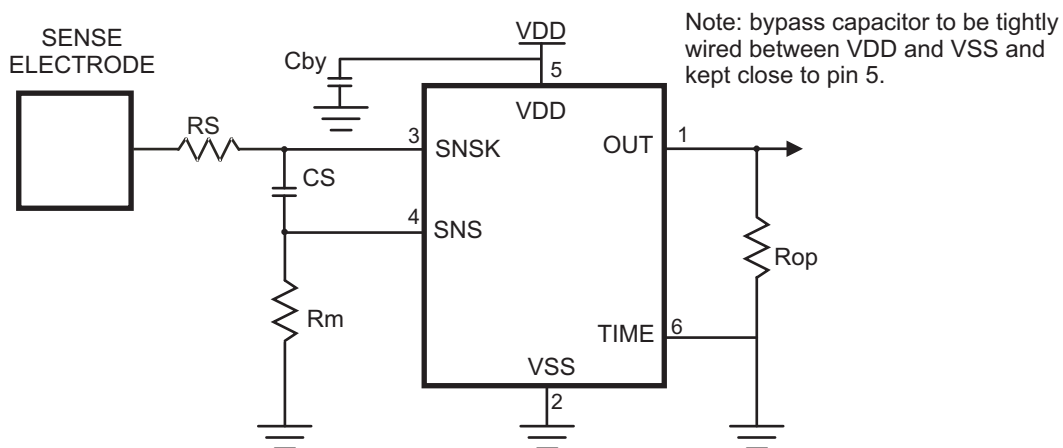 SENSE
ELECTRODE
RS
CS
Rm
Cby
VDD
5
VDD
3
SNSK
4
SNS
OUT
1
TIME
6
VSS
2
Rop
Note: bypass capacitor to be tightly
wired between VDD and VSS and
kept close to pin 5.